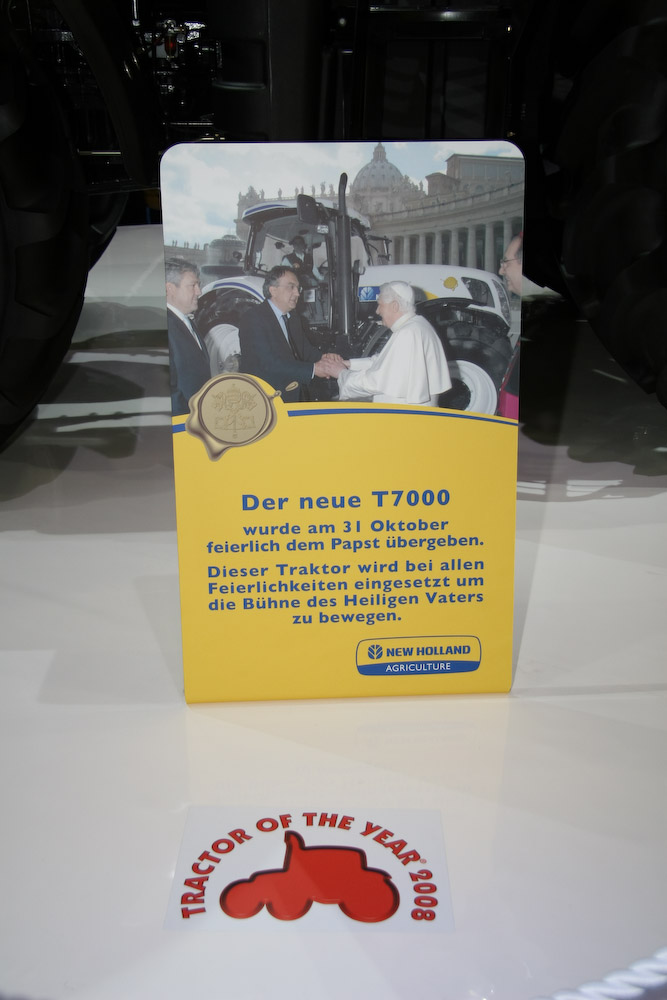 Der neue T7000
wurde am 31 Oktober
feierlich dem Papst übergeben.
Dieser Traktor wird bei allen
Feierlichkeiten eingesetzt um
die Bühne des Heiligen Vaters
zu bewegen.
NEW HOLLAND
AGRICULTURE
TRACTOR OF THE YEAR® 2008